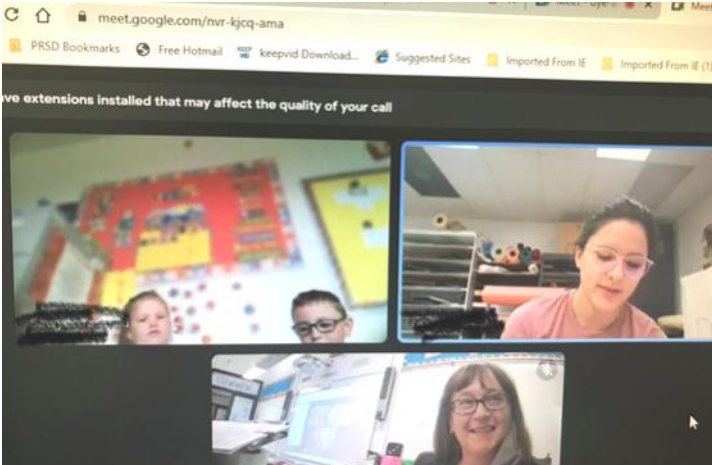 meet.google.com/nvr-kjcq-ama
Meet
PRSD Bookmarks Free Hotmail keepvid Download... Suggested Sites Imported From IE Imported From IE (1)
ve extensions installed that may affect the quality of your call